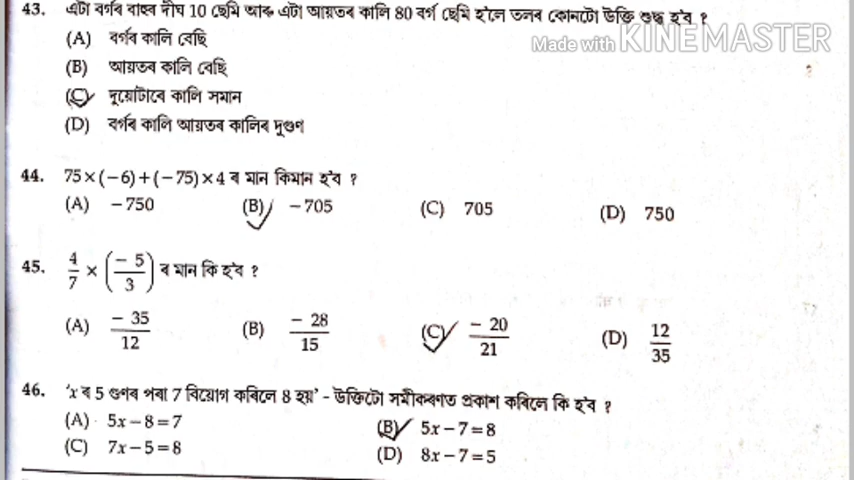 43. এটা বৰ্গৰ বাহুৰ দীঘ 10 ছেমি আৰু এটা আয়তৰ কালি 80 বৰ্গ ছেমি হ'লে তলৰ কোনটো উক্তি শুদ্ধ হ'ব ?
Made with KINEMASTER
(A) বৰ্গৰ কালি বেছি
(B) আয়তৰ কালি বেছি
(C) দুয়োটাৰে কালি সমান
(D) বৰ্গৰ কালি আয়তৰ কালিৰ দুগুণ
44. 75×(−6)+(−75)×4 ৰ মান কিমান হ'ব ?
(A) −750 (B) −705 (C) 705 (D) 750
45. 4/7 × (−5/3) ৰ মান কি হ'ব ?
(A) −35/12 (B) −28/15 (C) −20/21 (D) 12/35
46. 'x ৰ 5 গুণৰ পৰা 7 বিয়োগ কৰিলে 8 হয়' - উক্তিটো সমীকৰণত প্ৰকাশ কৰিলে কি হ'ব ?
(A) 5x−8=7 (B) 5x−7=8
(C) 7x−5=8 (D) 8x−7=5